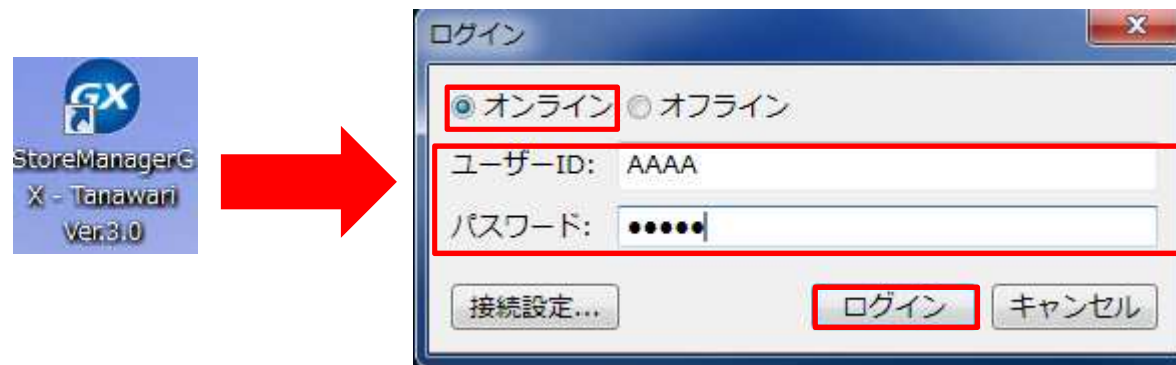 GX
StoreManagerG
X - Tanawari
Ver.3.0
ログイン
オンライン オフライン
ユーザーID: AAAA
パスワード: ●●●●●
接続設定... ログイン キャンセル